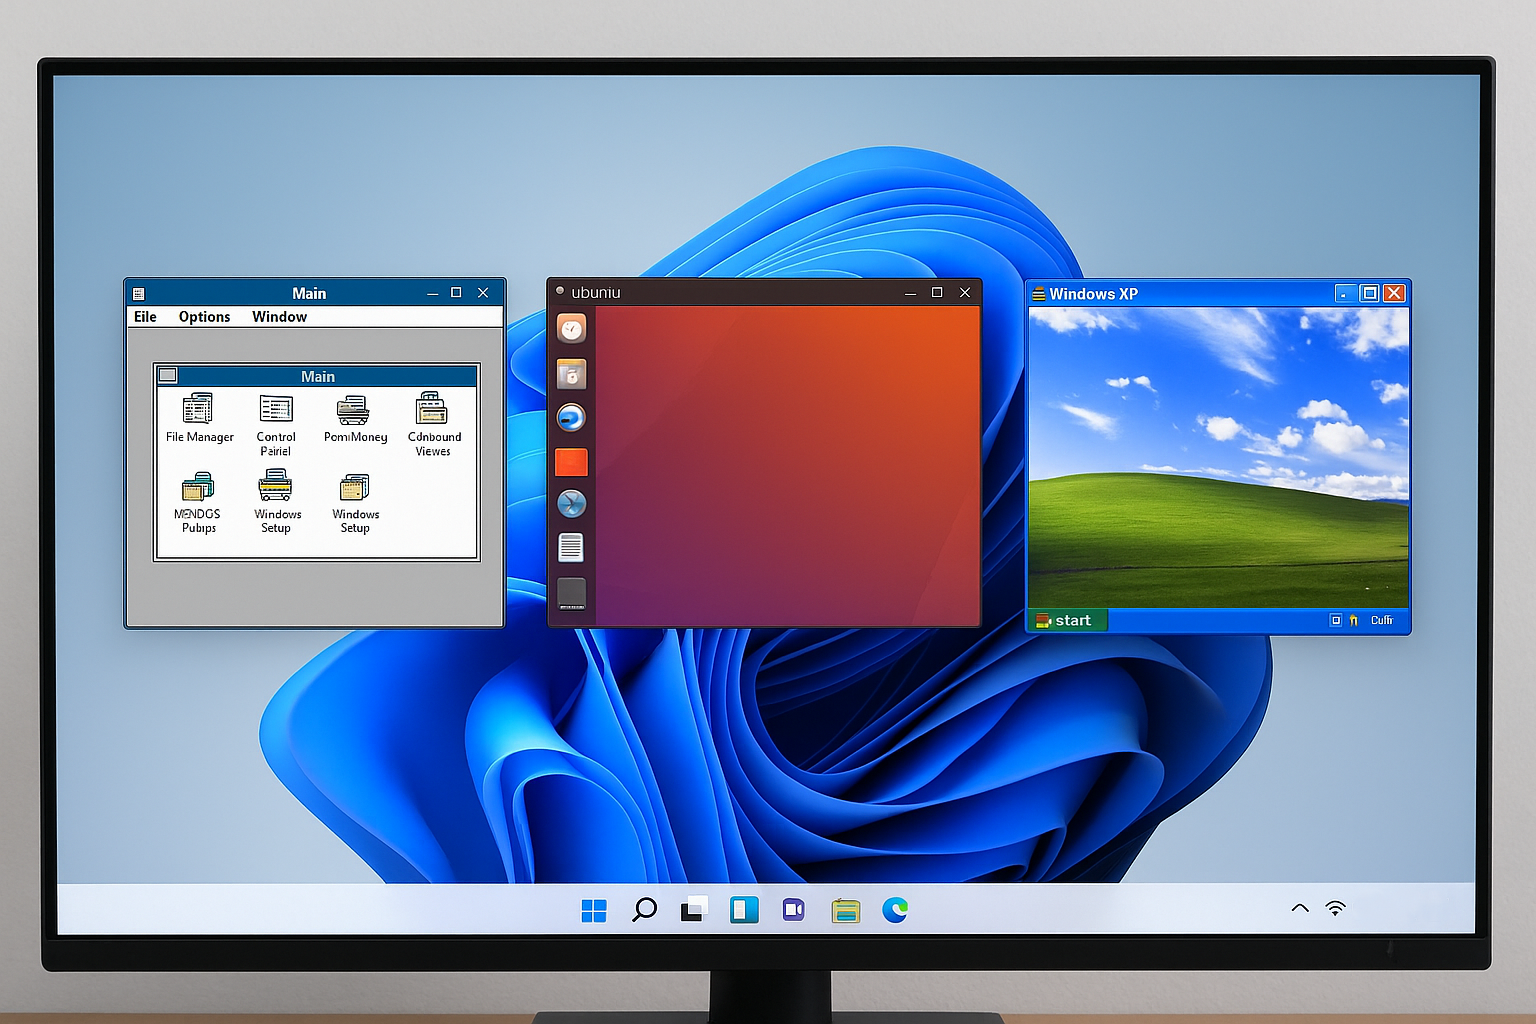 Main
Eile Options Window
Main
File Manager
Control
Pairiel
PomiMoney
Cdnbound
Viewes
MENDGS
Pubips
Windows
Setup
Windows
Setup
ubuniu
Windows XP
start
Cuffr